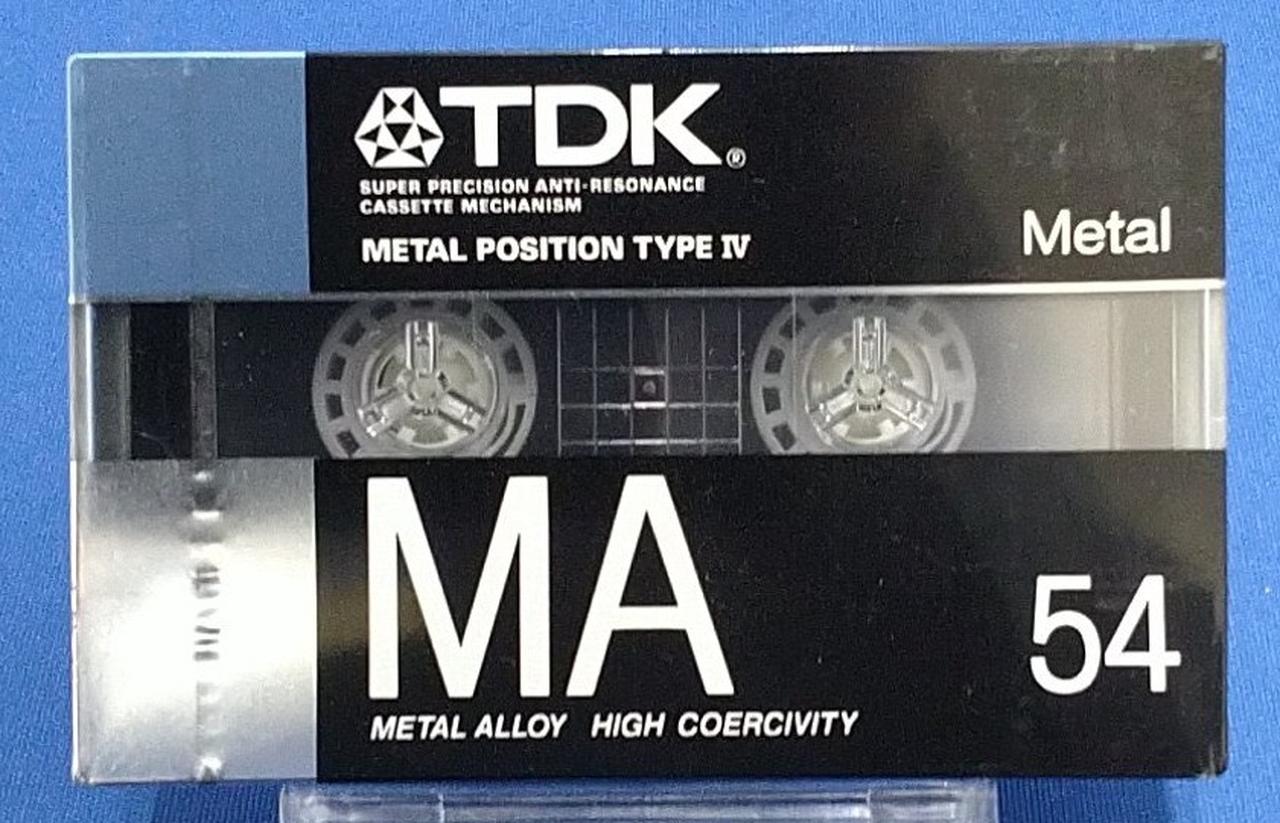 TDK®
SUPER PRECISION ANTI-RESONANCE
CASSETTE MECHANISM
METAL POSITION TYPE IV
Metal
MA
54
METAL ALLOY HIGH COERCIVITY